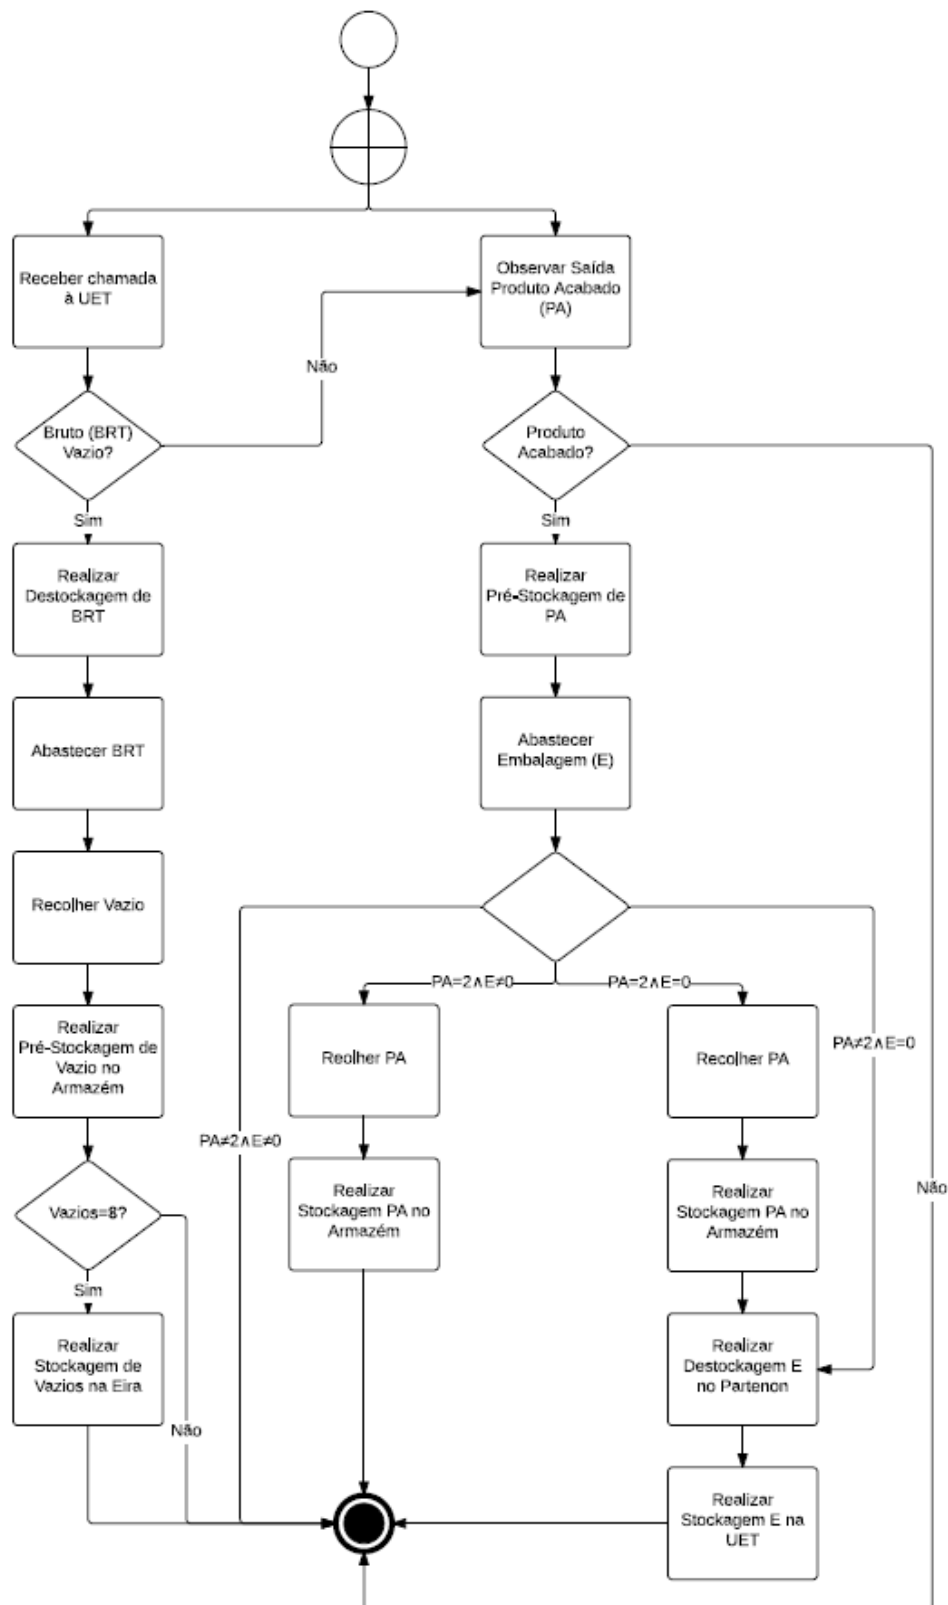 Receber chamada
à UET
Observar Saída
Produto Acabado
(PA)
Não
Bruto (BRT)
Vazio?
Produto
Acabado?
Sim
Sim
Realizar
Destockagem de
BRT
Realizar
Pré-Stockagem de
PA
Abastecer BRT
Abastecer
Embalagem (E)
Recolher Vazio
PA=2∧E≠0
PA=2∧E=0
Realizar
Pré-Stockagem de
Vazio no
Armazém
Reolher PA
Recolher PA
PA≠2∧E=0
PA≠2∧E≠0
Vazios=8?
Realizar
Stockagem PA no
Armazém
Realizar
Stockagem PA no
Armazém
Não
Sim
Realizar
Stockagem de
Vazios na Eira
Realizar
Destockagem E
no Partenon
Não
Realizar
Stockagem E na
UET